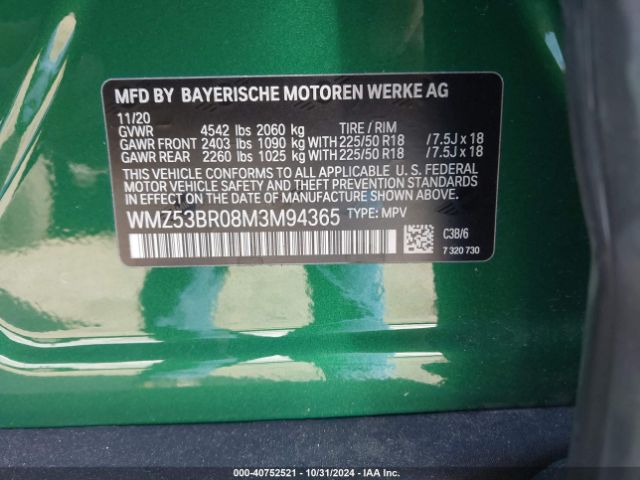 MFD BY BAYERISCHE MOTOREN WERKE AG
11/20
GVWR 4542 lbs 2060 kg TIRE / RIM
GAWR FRONT 2403 lbs 1090 kg WITH 225/50 R18 / 7.5J x 18
GAWR REAR 2260 lbs 1025 kg WITH 225/50 R18 / 7.5J x 18
THIS VEHICLE CONFORMS TO ALL APPLICABLE U. S. FEDERAL
MOTOR VEHICLE SAFETY, BUMPER, AND THEFT PREVENTION
STANDARDS IN EFFECT ON THE
DATE OF MANUFACTURE SHOWN ABOVE.
WMZ53BR08M3M94365 TYPE: MPV
C3B/6
7 320 730
000-40752521 - 10/31/2024 - IAA Inc.